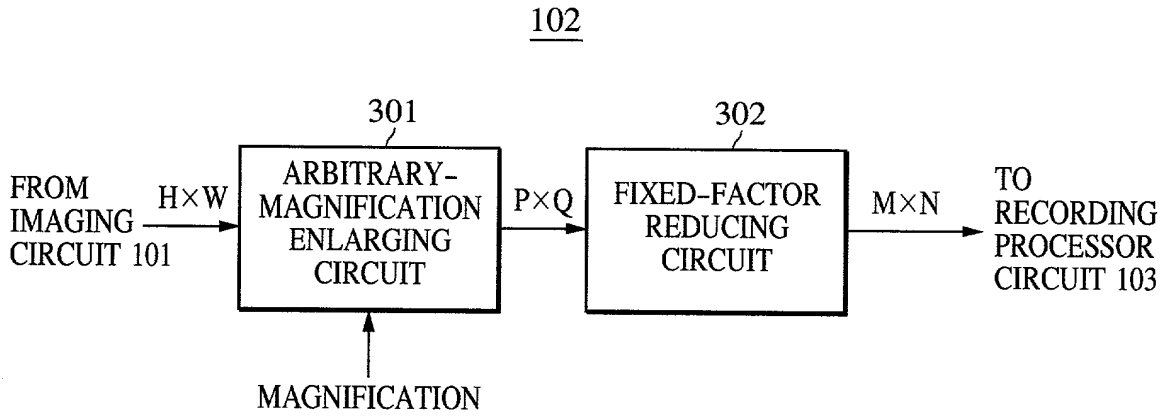 102
301
302
FROM
IMAGING
CIRCUIT 101
H×W
ARBITRARY-
MAGNIFICATION
ENLARGING
CIRCUIT
P×Q
FIXED-FACTOR
REDUCING
CIRCUIT
M×N
TO
RECORDING
PROCESSOR
CIRCUIT 103
MAGNIFICATION